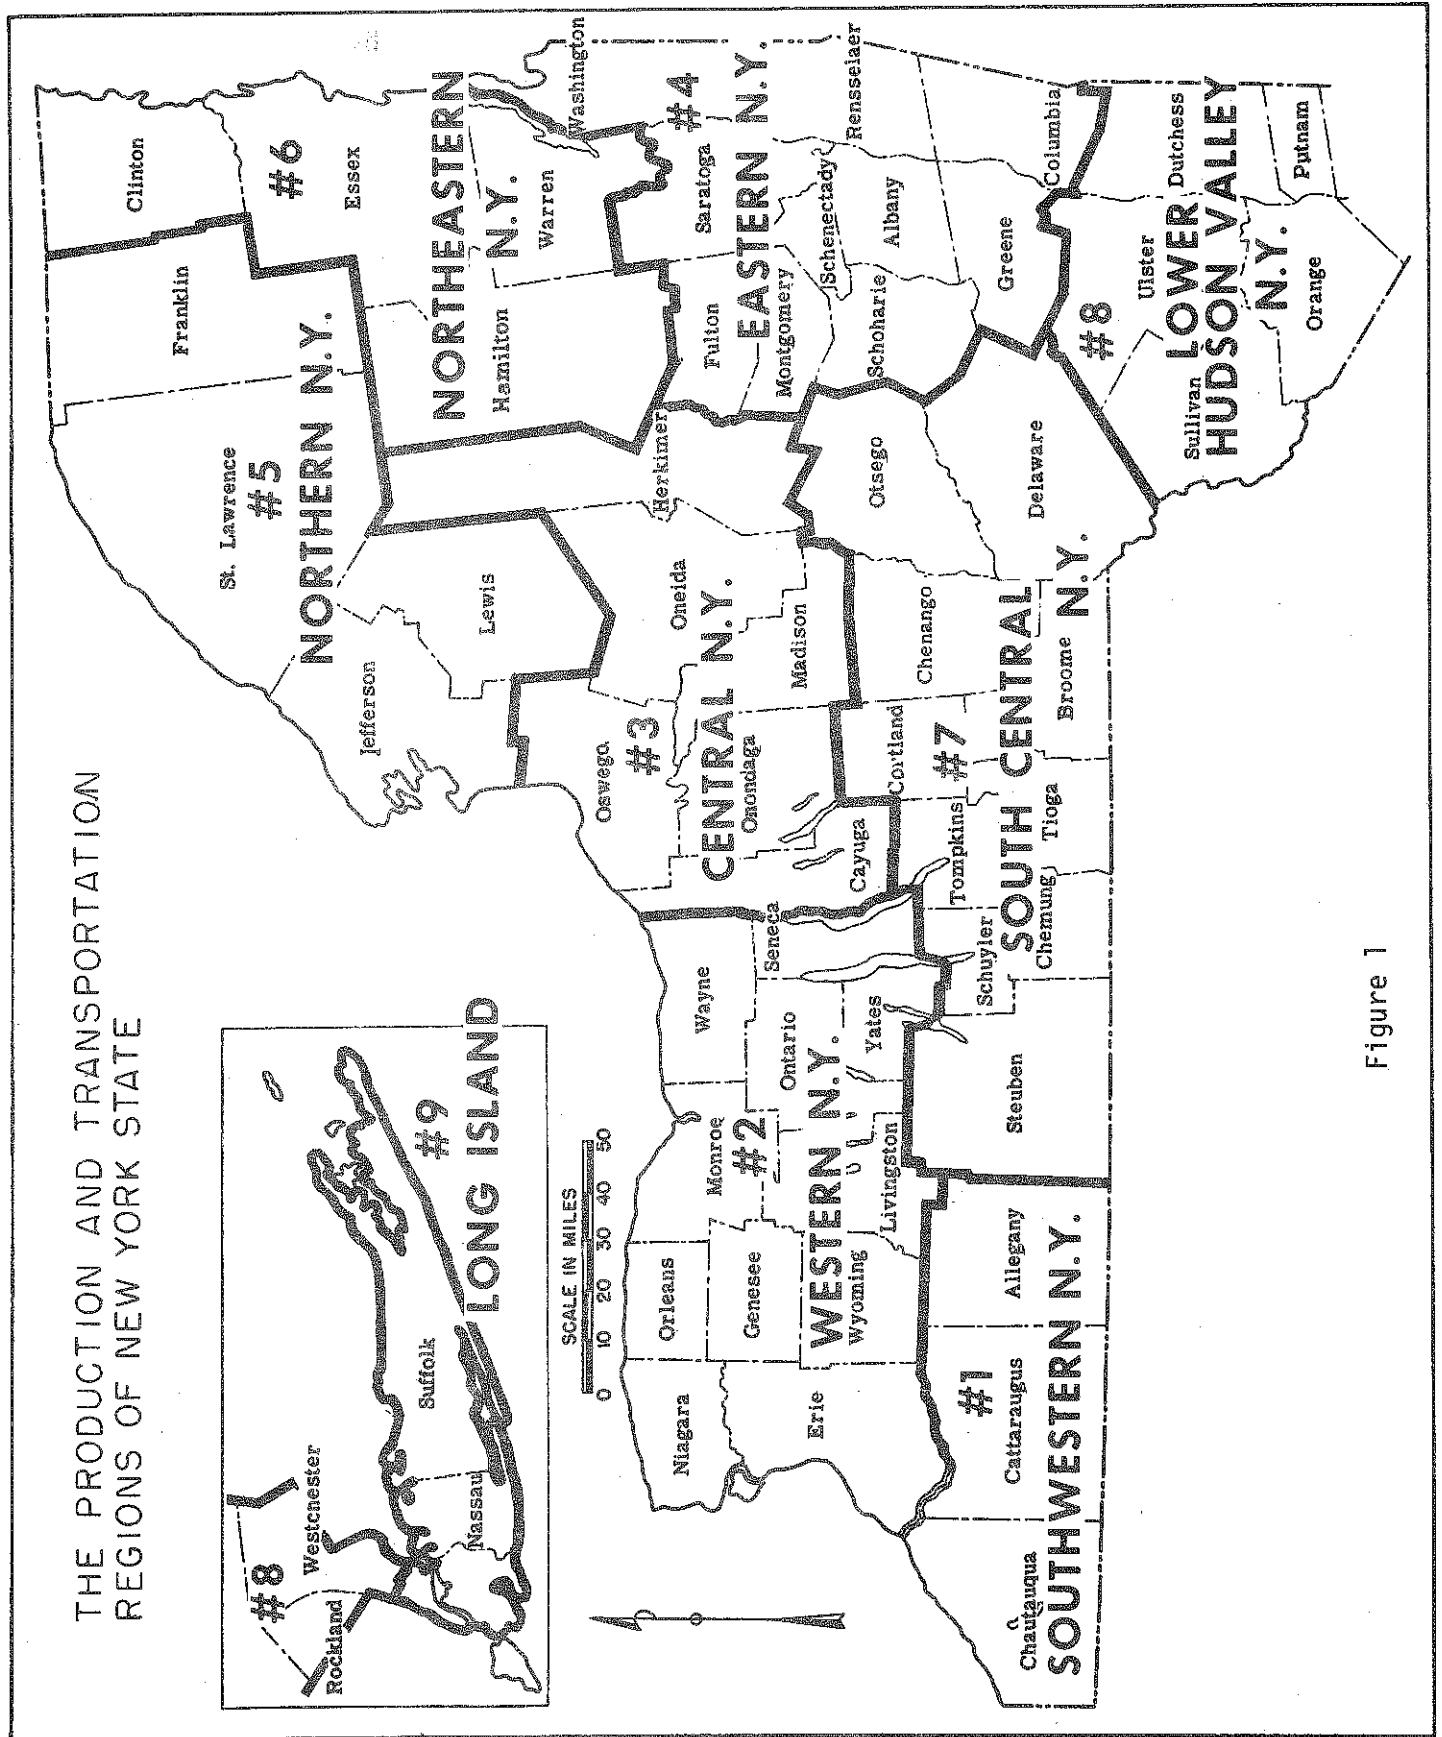 THE PRODUCTION AND TRANSPORTATION
REGIONS OF NEW YORK STATE
#8
Rockland
Westchester
Nassau
Suffolk
#9
LONG ISLAND
SCALE IN MILES
0 10 20 30 40 50
Clinton
Franklin
St. Lawrence
#5
NORTHERN N.Y.
Jefferson
Lewis
#6
Essex
NORTHEASTERN
N.Y.
Hamilton
Warren
Washington
Oswego
#3
Oneida
Herkimer
CENTRAL N.Y.
Onondaga
Madison
Cayuga
Fulton
Saratoga
#4
EASTERN N.Y.
Montgomery
Schenectady
Rensselaer
Schoharie
Albany
Greene
Columbia
Niagara
Orleans
Monroe
Wayne
Genesee
#2
Ontario
Seneca
Erie
WESTERN N.Y.
Wyoming
Livingston
Yates
Otsego
Chenango
Cortland
#7
Tompkins
Schuyler
Delaware
SOUTH CENTRAL
N.Y.
Steuben
Chemung
Tioga
Broome
#1
Chautauqua
Cattaraugus
Allegany
SOUTHWESTERN N.Y.
#8
Ulster
Dutchess
LOWER
Sullivan
HUDSON VALLEY
N.Y.
Orange
Putnam
Figure 1